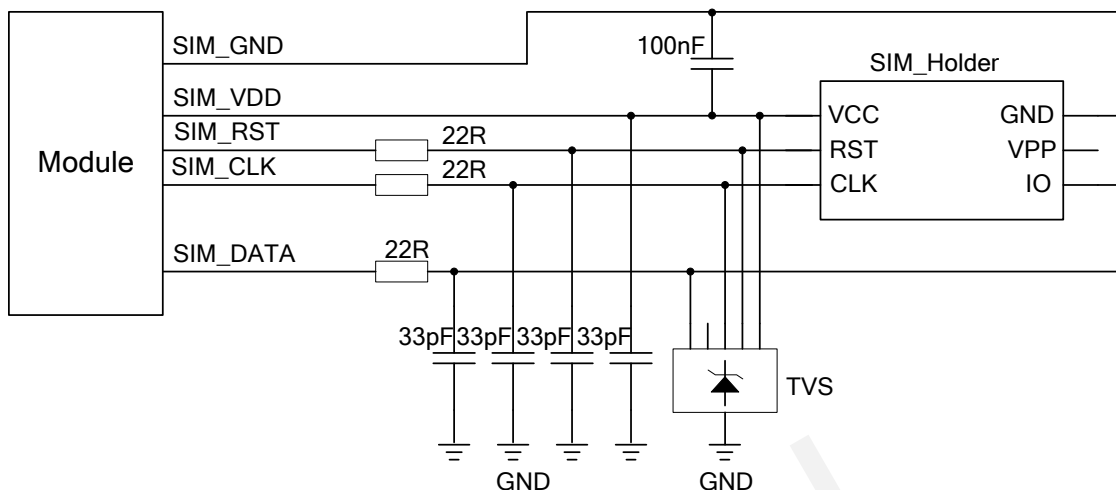 SIM_GND
100nF
SIM_Holder
SIM_VDD
VCC
GND
SIM_RST
22R
RST
VPP
Module
SIM_CLK
22R
CLK
IO
SIM_DATA
22R
33pF
33pF
33pF
33pF
TVS
GND
GND